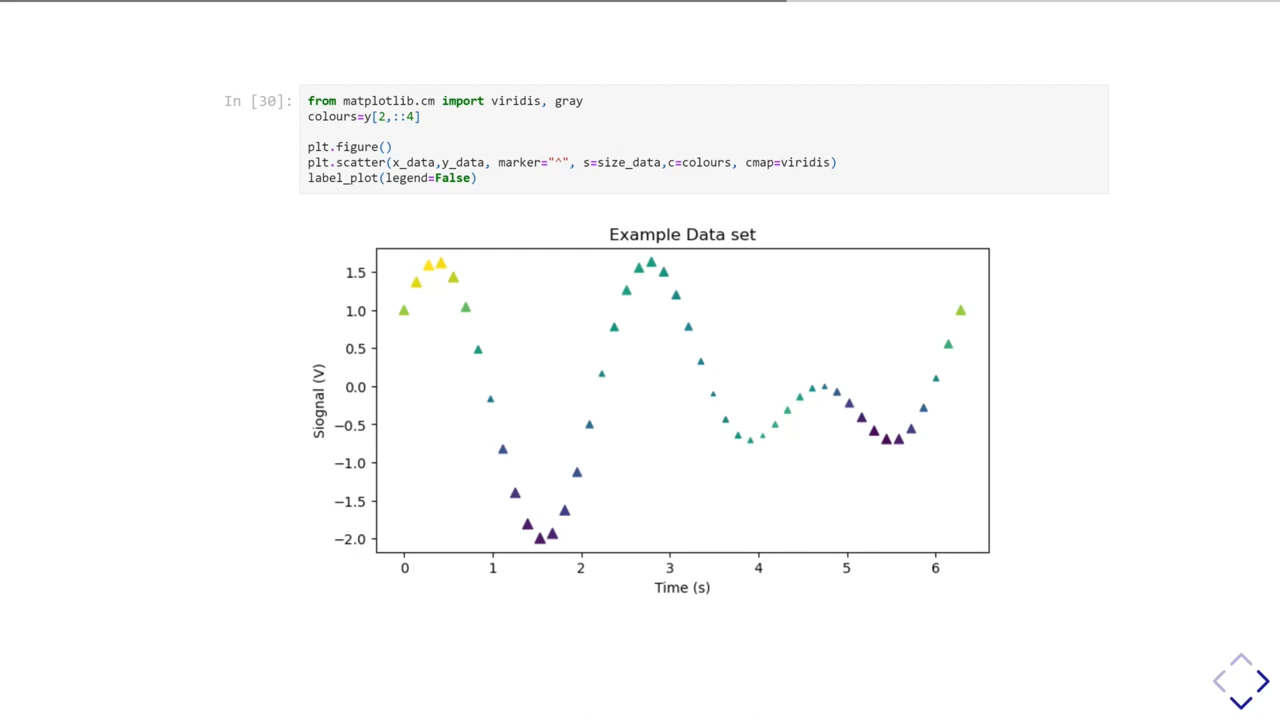 In [30]:
from matplotlib.cm import viridis, gray
colours=y[2,::4]
plt.figure()
plt.scatter(x_data,y_data, marker="^", s=size_data,c=colours, cmap=viridis)
label_plot(legend=False)
Example Data set
1.5
1.0
0.5
0.0
−0.5
−1.0
−1.5
−2.0
Siognal (V)
0 1 2 3 4 5 6
Time (s)